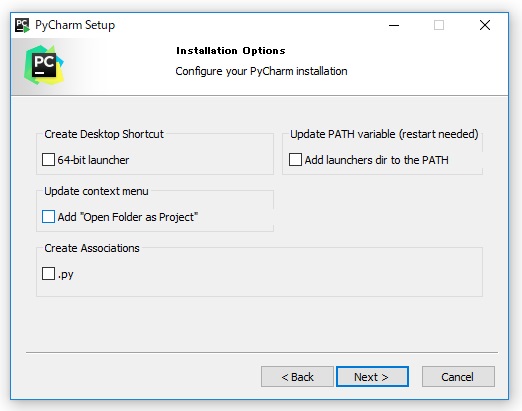 PC PyCharm Setup
PC
Installation Options
Configure your PyCharm installation
Create Desktop Shortcut
64-bit launcher
Update PATH variable (restart needed)
Add launchers dir to the PATH
Update context menu
Add "Open Folder as Project"
Create Associations
.py
< Back
Next >
Cancel